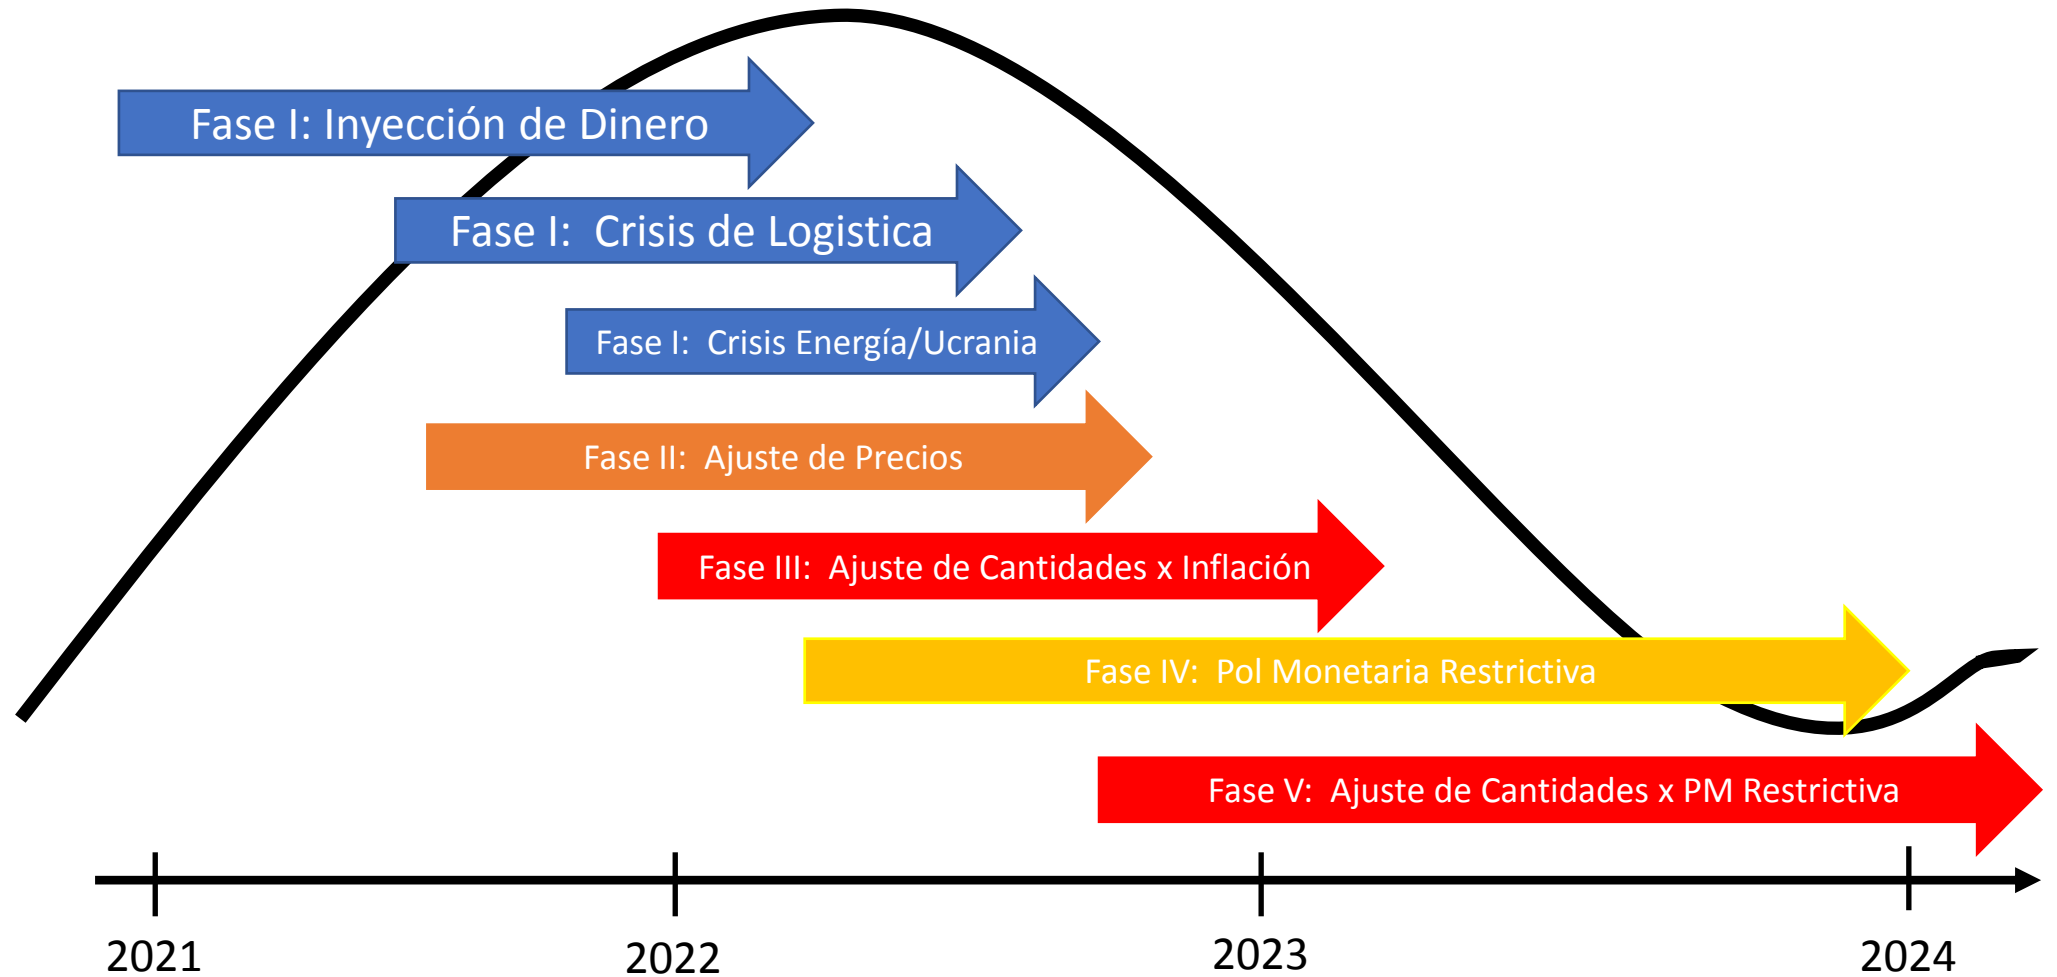 Fase I: Inyección de Dinero
Fase I:  Crisis de Logistica
Fase I:  Crisis Energía/Ucrania
Fase II:  Ajuste de Precios
Fase III:  Ajuste de Cantidades x Inflación
Fase IV:  Pol Monetaria Restrictiva
Fase V:  Ajuste de Cantidades x PM Restrictiva
2021
2022
2023
2024